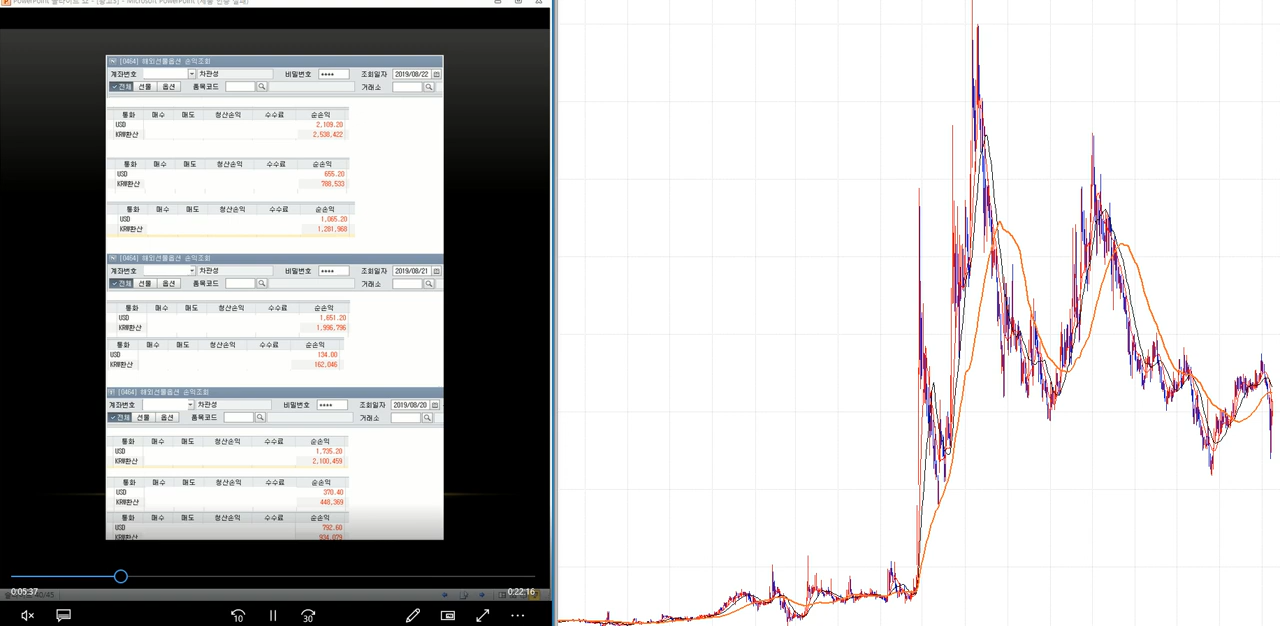 PowerPoint 슬라이드 쇼 - [광고3] - Microsoft PowerPoint (제품 인증 실패)
[0464] 해외선물옵션 손익조회
계좌번호 차관성 비밀번호 **** 조회일자 2019/08/22
전체 선물 옵션 종목코드 거래소
통화 매수 매도 청산손익 수수료 순손익
USD 2,109.20
KRW환산 2,538,422
통화 매수 매도 청산손익 수수료 순손익
USD 655.20
KRW환산 788,533
통화 매수 매도 청산손익 수수료 순손익
USD 1,065.20
KRW환산 1,281,968
[0464] 해외선물옵션 손익조회
계좌번호 차관성 비밀번호 **** 조회일자 2019/08/21
전체 선물 옵션 종목코드 거래소
통화 매수 매도 청산손익 수수료 순손익
USD 1,651.20
KRW환산 1,996,796
통화 매수 매도 청산손익 수수료 순손익
USD 134.00
KRW환산 162,046
[0464] 해외선물옵션 손익조회
계좌번호 차관성 비밀번호 **** 조회일자 2019/08/20
전체 선물 옵션 종목코드 거래소
통화 매수 매도 청산손익 수수료 순손익
USD 1,735.20
KRW환산 2,100,459
통화 매수 매도 청산손익 수수료 순손익
USD 370.40
KRW환산 448,369
통화 매수 매도 청산손익 수수료 순손익
USD 792.60
KRW환산 934,079
0:05:37 0:22:16
10 30